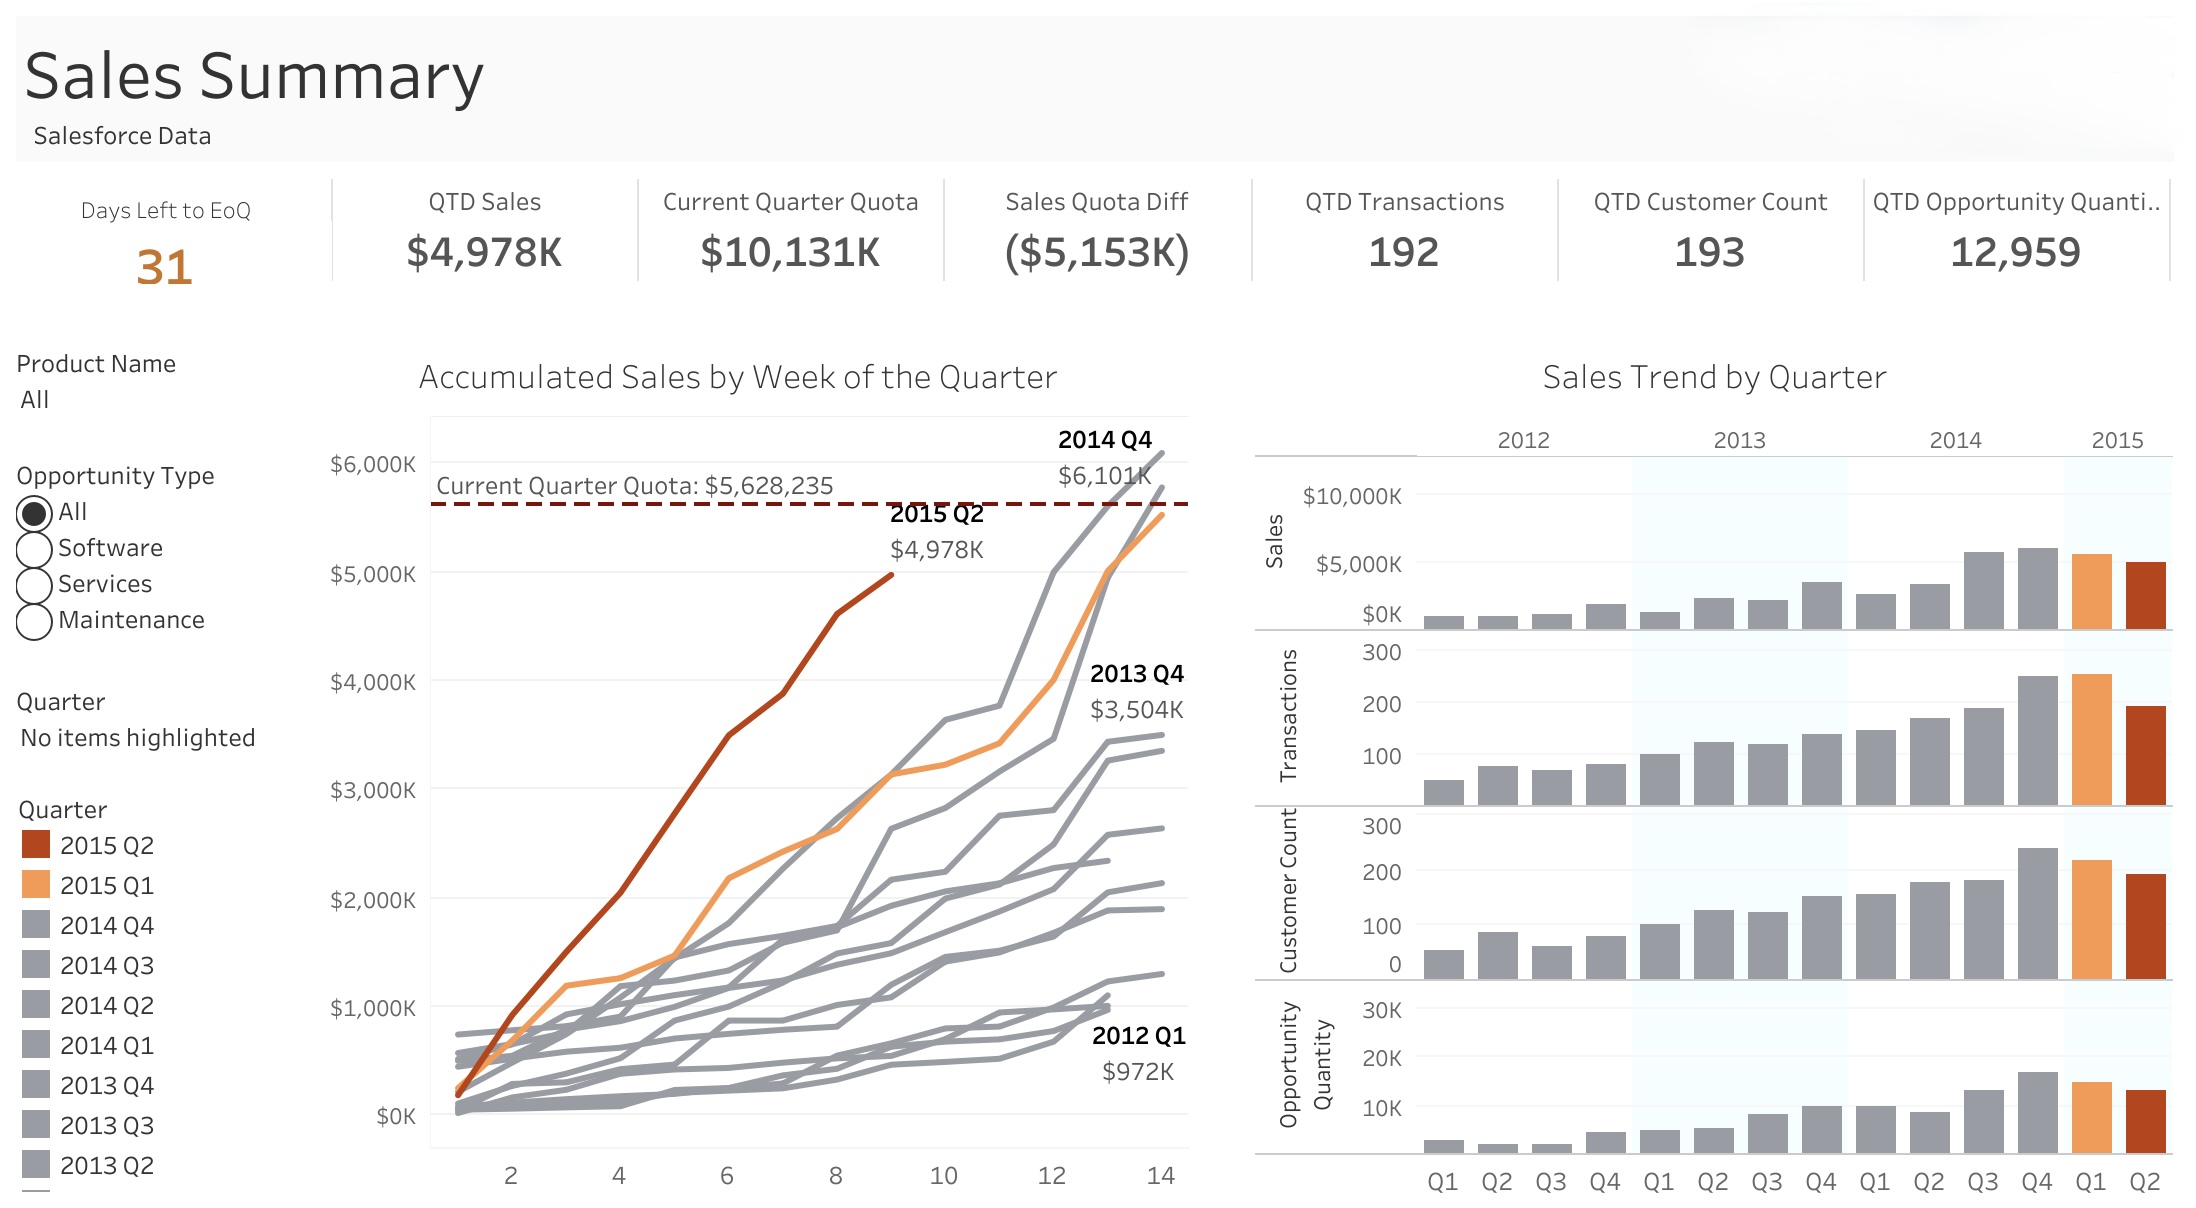 Sales Summary
Salesforce Data
Days Left to EoQ
31
QTD Sales
$4,978K
Current Quarter Quota
$10,131K
Sales Quota Diff
($5,153K)
QTD Transactions
192
QTD Customer Count
193
QTD Opportunity Quanti..
12,959
Product Name
All
Opportunity Type
All
Software
Services
Maintenance
Quarter
No items highlighted
Quarter
2015 Q2
2015 Q1
2014 Q4
2014 Q3
2014 Q2
2014 Q1
2013 Q4
2013 Q3
2013 Q2
Accumulated Sales by Week of the Quarter
$6,000K
$5,000K
$4,000K
$3,000K
$2,000K
$1,000K
$0K
Current Quarter Quota: $5,628,235
2014 Q4
$6,101K
2015 Q2
$4,978K
2013 Q4
$3,504K
2012 Q1
$972K
2 4 6 8 10 12 14
Sales Trend by Quarter
2012 2013 2014 2015
Sales
$10,000K
$5,000K
$0K
Transactions
300
200
100
Customer Count
300
200
100
0
Opportunity
Quantity
30K
20K
10K
Q1 Q2 Q3 Q4 Q1 Q2 Q3 Q4 Q1 Q2 Q3 Q4 Q1 Q2